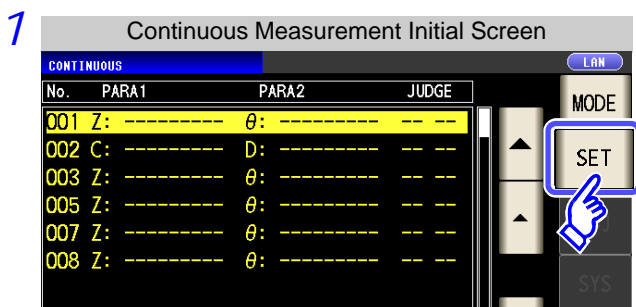 1
Continuous Measurement Initial Screen
CONTINUOUS
LAN
No. PARA1 PARA2 JUDGE
MODE
001 Z: --------- θ: --------- -- --
002 C: --------- D: --------- -- --
SET
003 Z: --------- θ: --------- -- --
005 Z: --------- θ: --------- -- --
007 Z: --------- θ: --------- -- --
008 Z: --------- θ: --------- -- --
SYS